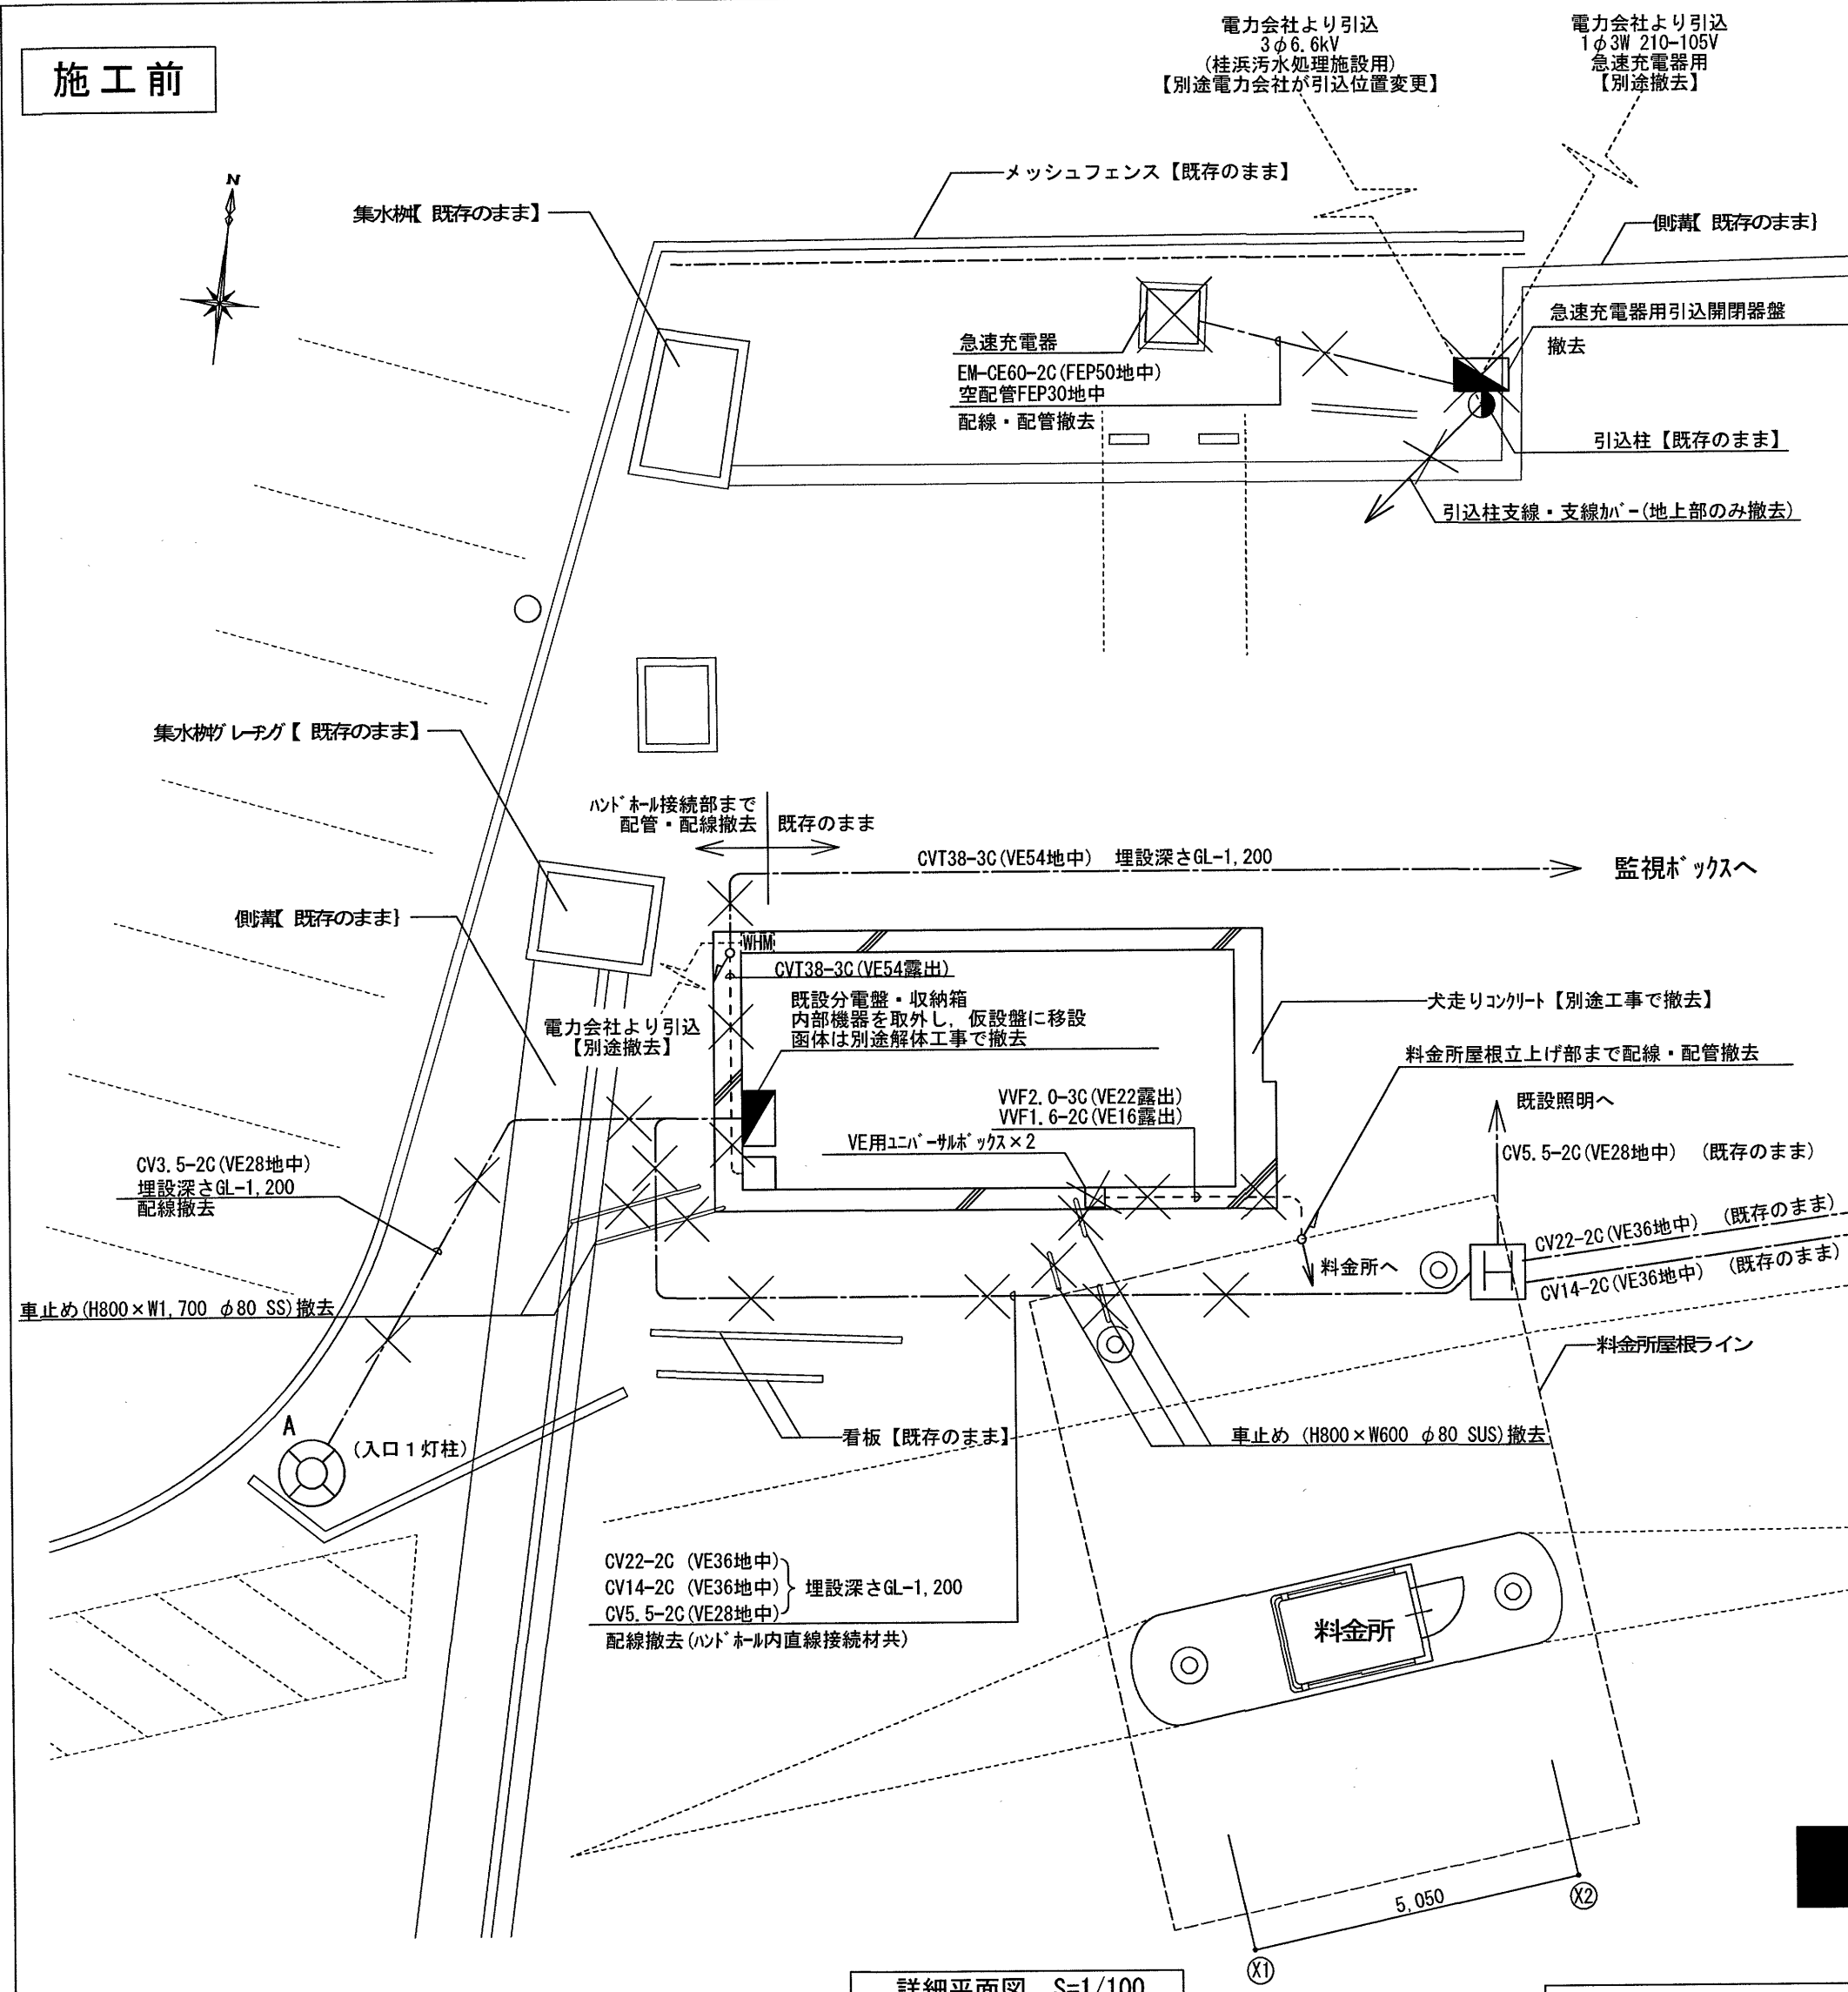 施工前
電力会社より引込
3φ6.6kV
(桂浜汚水処理施設用)
【別途電力会社が引込位置変更】
電力会社より引込
1φ3W 210-105V
急速充電器用
【別途撤去】
N
メッシュフェンス【既存のまま】
集水桝【 既存のまま】
側溝【 既存のまま】
急速充電器用引込開閉器盤
撤去
急速充電器
EM-CE60-2C(FEP50地中)
空配管FEP30地中
配線・配管撤去
引込柱【既存のまま】
引込柱支線・支線ｶﾊﾞｰ(地上部のみ撤去)
集水桝ｸﾞﾚｰﾁﾝｸﾞ【 既存のまま】
ﾊﾝﾄﾞﾎｰﾙ接続部まで
配管・配線撤去
既存のまま
CVT38-3C(VE54地中) 埋設深さGL-1,200
監視ﾎﾞｯｸｽへ
側溝【 既存のまま】
WHM
CVT38-3C(VE54露出)
既設分電盤・収納箱
内部機器を取外し，仮設盤に移設
函体は別途解体工事で撤去
電力会社より引込
【別途撤去】
犬走りｺﾝｸﾘｰﾄ【別途工事で撤去】
料金所屋根立上げ部まで配線・配管撤去
VVF2.0-3C(VE22露出)
VVF1.6-2C(VE16露出)
VE用ﾕﾆﾊﾞｰｻﾙﾎﾞｯｸｽ×2
既設照明へ
CV5.5-2C(VE28地中) (既存のまま)
CV3.5-2C(VE28地中)
埋設深さGL-1,200
配線撤去
CV22-2C(VE36地中) (既存のまま)
CV14-2C(VE36地中) (既存のまま)
料金所へ
H
車止め(H800×W1,700 φ80 SS)撤去
料金所屋根ライン
A
(入口1灯柱)
看板【既存のまま】
車止め (H800×W600 φ80 SUS)撤去
CV22-2C (VE36地中)
CV14-2C (VE36地中)
CV5.5-2C(VE28地中)
埋設深さGL-1,200
配線撤去(ﾊﾝﾄﾞﾎｰﾙ内直線接続材共)
料金所
5,050
X2
X1
詳細平面図 S=1/100